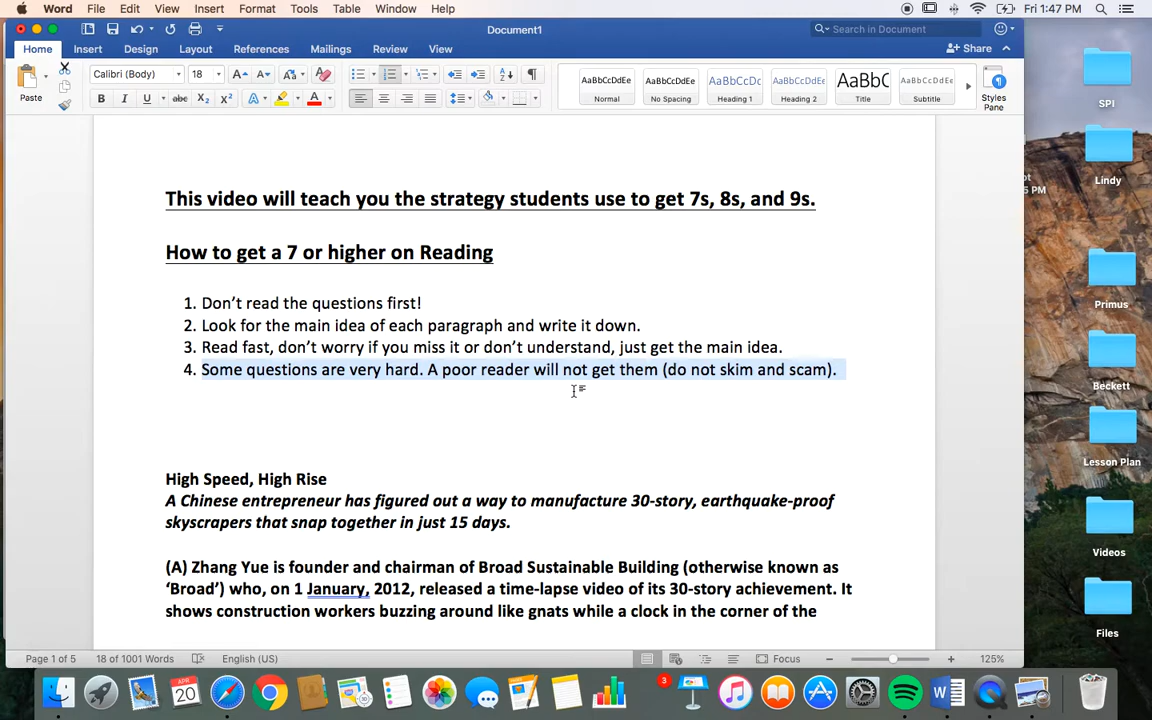 Word File Edit View Insert Format Tools Table Window Help Fri 1:47 PM
Document1
Search in Document
Home Insert Design Layout References Mailings Review View Share
Calibri (Body) 18
Paste
AaBbCcDdEe AaBbCcDdEe AaBbCcDc AaBbCcDdEe AaBbC AaBbCcDdEe
Normal No Spacing Heading 1 Heading 2 Title Subtitle
Styles Pane
This video will teach you the strategy students use to get 7s, 8s, and 9s.
How to get a 7 or higher on Reading
1. Don't read the questions first!
2. Look for the main idea of each paragraph and write it down.
3. Read fast, don't worry if you miss it or don't understand, just get the main idea.
4. Some questions are very hard. A poor reader will not get them (do not skim and scam).
High Speed, High Rise
A Chinese entrepreneur has figured out a way to manufacture 30-story, earthquake-proof
skyscrapers that snap together in just 15 days.
(A) Zhang Yue is founder and chairman of Broad Sustainable Building (otherwise known as
'Broad') who, on 1 January, 2012, released a time-lapse video of its 30-story achievement. It
shows construction workers buzzing around like gnats while a clock in the corner of the
Page 1 of 5 18 of 1001 Words English (US) Focus 125%
SPI
Lindy
Primus
Beckett
Lesson Plan
Videos
Files
APR
20
3